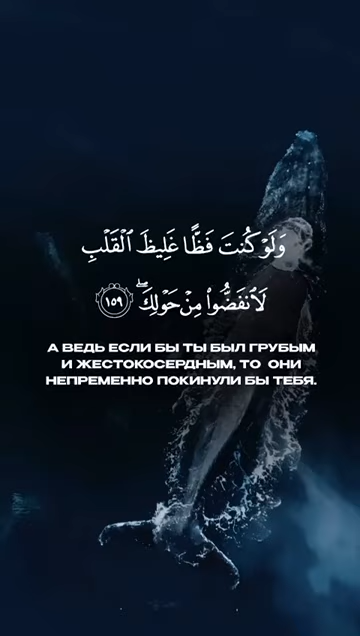 وَلَوْ كُنتَ فَظًّا غَلِيظَ ٱلْقَلْبِ
لَٱنفَضُّوا۟ مِنْ حَوْلِكَ ۖ ١٥٩
А ВЕДЬ ЕСЛИ БЫ ТЫ БЫЛ ГРУБЫМ
И ЖЕСТОКОСЕРДНЫМ, ТО ОНИ
НЕПРЕМЕННО ПОКИНУЛИ БЫ ТЕБЯ.